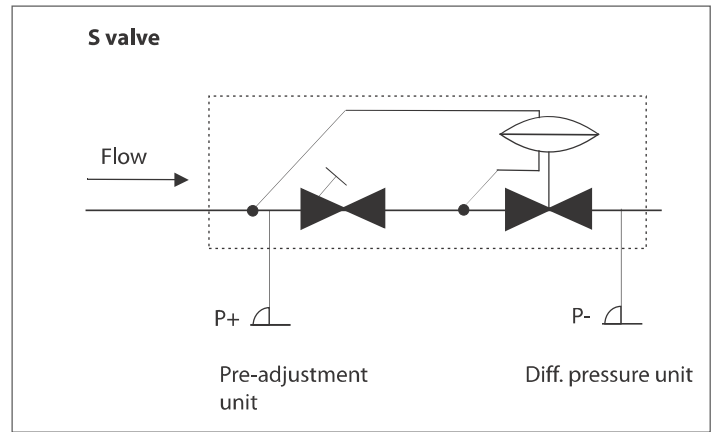 S valve
Flow
P+
P-
Pre-adjustment
unit
Diff. pressure unit